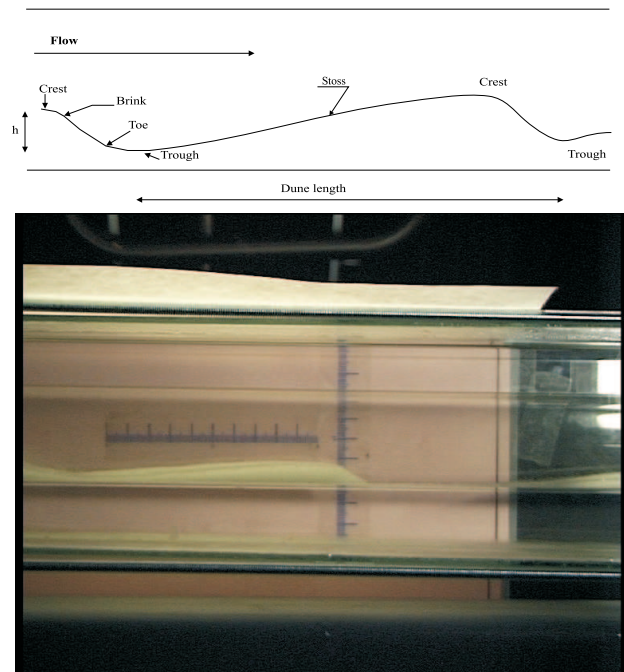 Flow
Crest
Brink
Stoss
Crest
h
Toe
Trough
Trough
Dune length